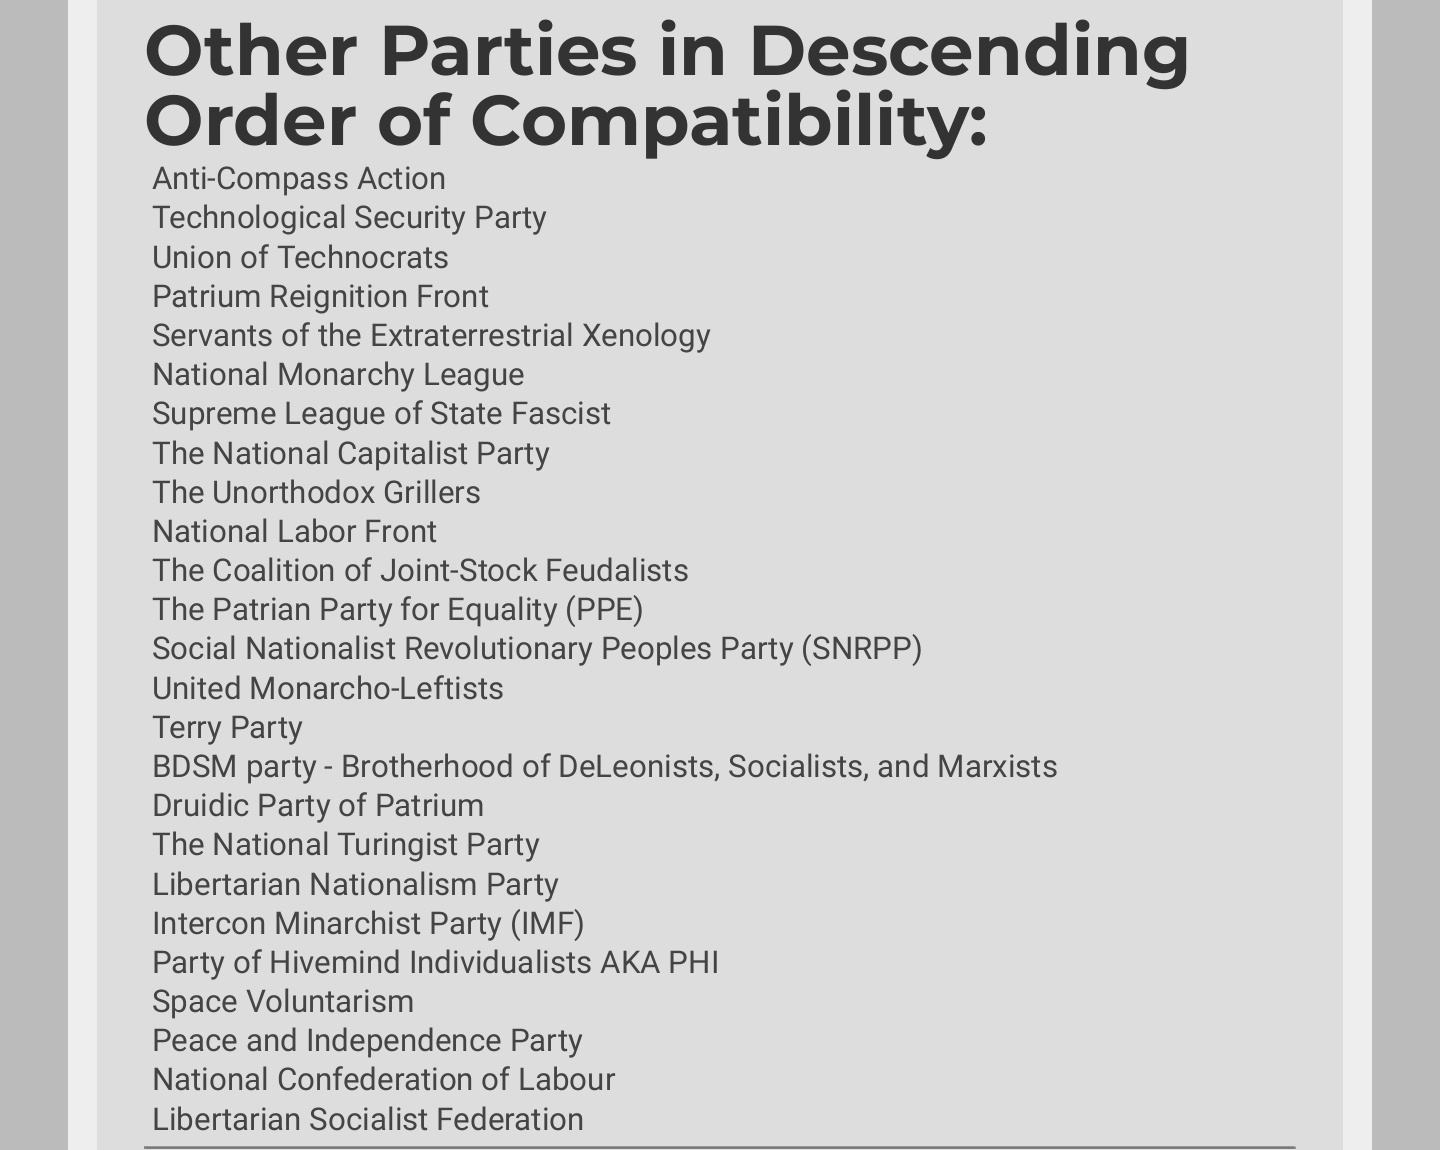 Other Parties in Descending
Order of Compatibility:
Anti-Compass Action
Technological Security Party
Union of Technocrats
Patrium Reignition Front
Servants of the Extraterrestrial Xenology
National Monarchy League
Supreme League of State Fascist
The National Capitalist Party
The Unorthodox Grillers
National Labor Front
The Coalition of Joint-Stock Feudalists
The Patrian Party for Equality (PPE)
Social Nationalist Revolutionary Peoples Party (SNRPP)
United Monarcho-Leftists
Terry Party
BDSM party - Brotherhood of DeLeonists, Socialists, and Marxists
Druidic Party of Patrium
The National Turingist Party
Libertarian Nationalism Party
Intercon Minarchist Party (IMF)
Party of Hivemind Individualists AKA PHI
Space Voluntarism
Peace and Independence Party
National Confederation of Labour
Libertarian Socialist Federation